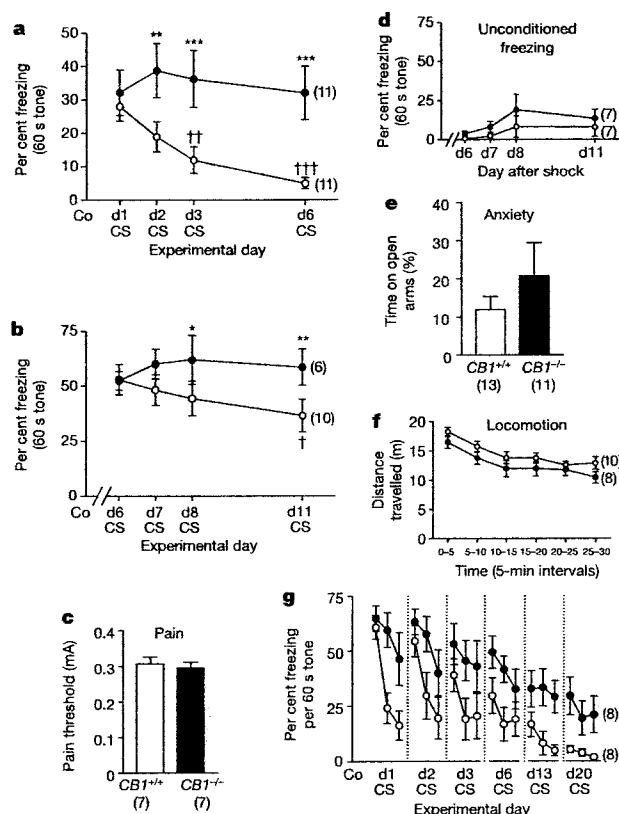 a
Per cent freezing
(60 s tone)
50
40
30
20
10
0
**
***
***
(11)
††
†††
(11)
Co
d1
d2
d3
d6
CS
CS
CS
CS
Experimental day
b
Per cent freezing
(60 s tone)
75
50
25
0
*
**
(6)
(10)
†
Co
d6
d7
d8
d11
CS
CS
CS
CS
Experimental day
c
Pain
Pain threshold (mA)
0.4
0.3
0.2
0.1
0
CB1+/+
CB1–/–
(7)
(7)
d
Unconditioned
freezing
Per cent freezing
(60 s tone)
75
50
25
0
(7)
(7)
d6
d7
d8
d11
Day after shock
e
Anxiety
Time on open
arms (%)
40
30
20
10
0
CB1+/+
CB1–/–
(13)
(11)
f
Locomotion
Distance
travelled (m)
20
15
10
5
0
(10)
(8)
0–5
5–10
10–15
15–20
20–25
25–30
Time (5-min intervals)
g
Per cent freezing
per 60 s tone
75
50
25
0
(8)
(8)
Co
d1
d2
d3
d6
d13
d20
CS
CS
CS
CS
CS
CS
Experimental day